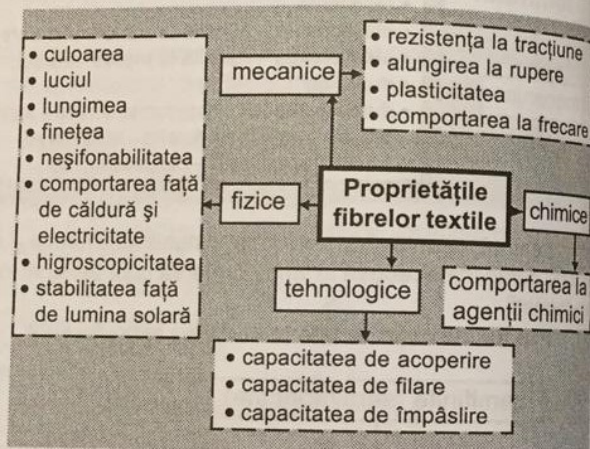 • culoarea
• luciul
• lungimea
• finețea
• neșifonabilitatea
• comportarea față
de căldură și
electricitate
• higroscopicitatea
• stabilitatea față
de lumina solară
mecanice
• rezistența la tracțiune
• alungirea la rupere
• plasticitatea
• comportarea la frecare
fizice
Proprietățile
fibrelor textile
chimice
tehnologice
comportarea la
agenții chimici
• capacitatea de acoperire
• capacitatea de filare
• capacitatea de împâslire